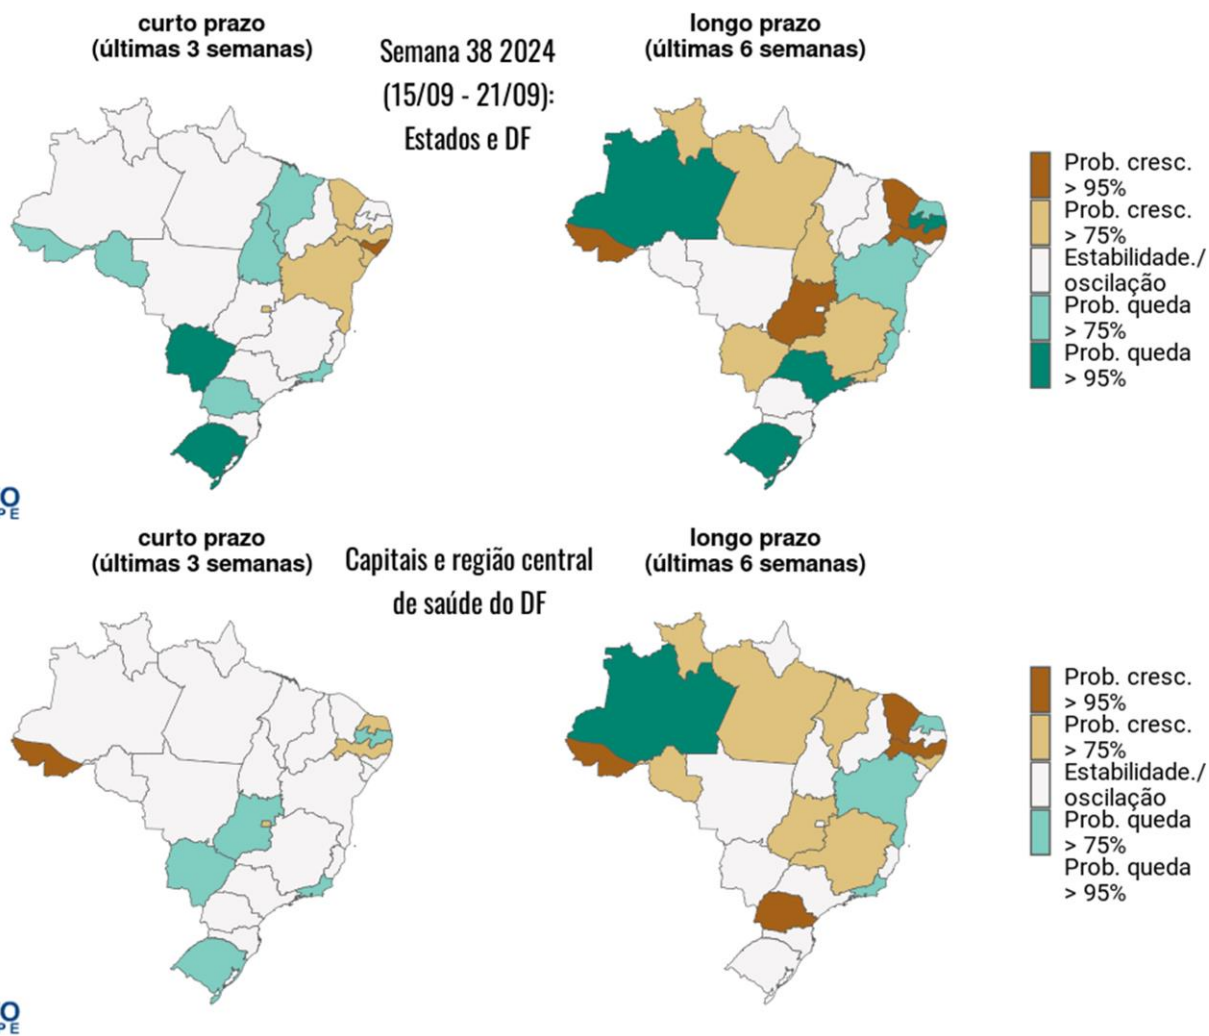 curto prazo
(últimas 3 semanas)
Semana 38 2024
(15/09 - 21/09):
Estados e DF
longo prazo
(últimas 6 semanas)
Prob. cresc.
> 95%
Prob. cresc.
> 75%
Estabilidade./
oscilação
Prob. queda
> 75%
Prob. queda
> 95%
O
PE
curto prazo
(últimas 3 semanas)
Capitais e região central
de saúde do DF
longo prazo
(últimas 6 semanas)
Prob. cresc.
> 95%
Prob. cresc.
> 75%
Estabilidade./
oscilação
Prob. queda
> 75%
Prob. queda
> 95%
O
PE